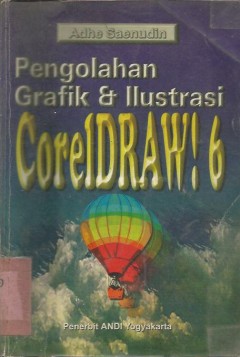 Adhe Saenudin
Pengolahan
Grafik & Ilustrasi
CorelDRAW! 6
Penerbit ANDI Yogyakarta